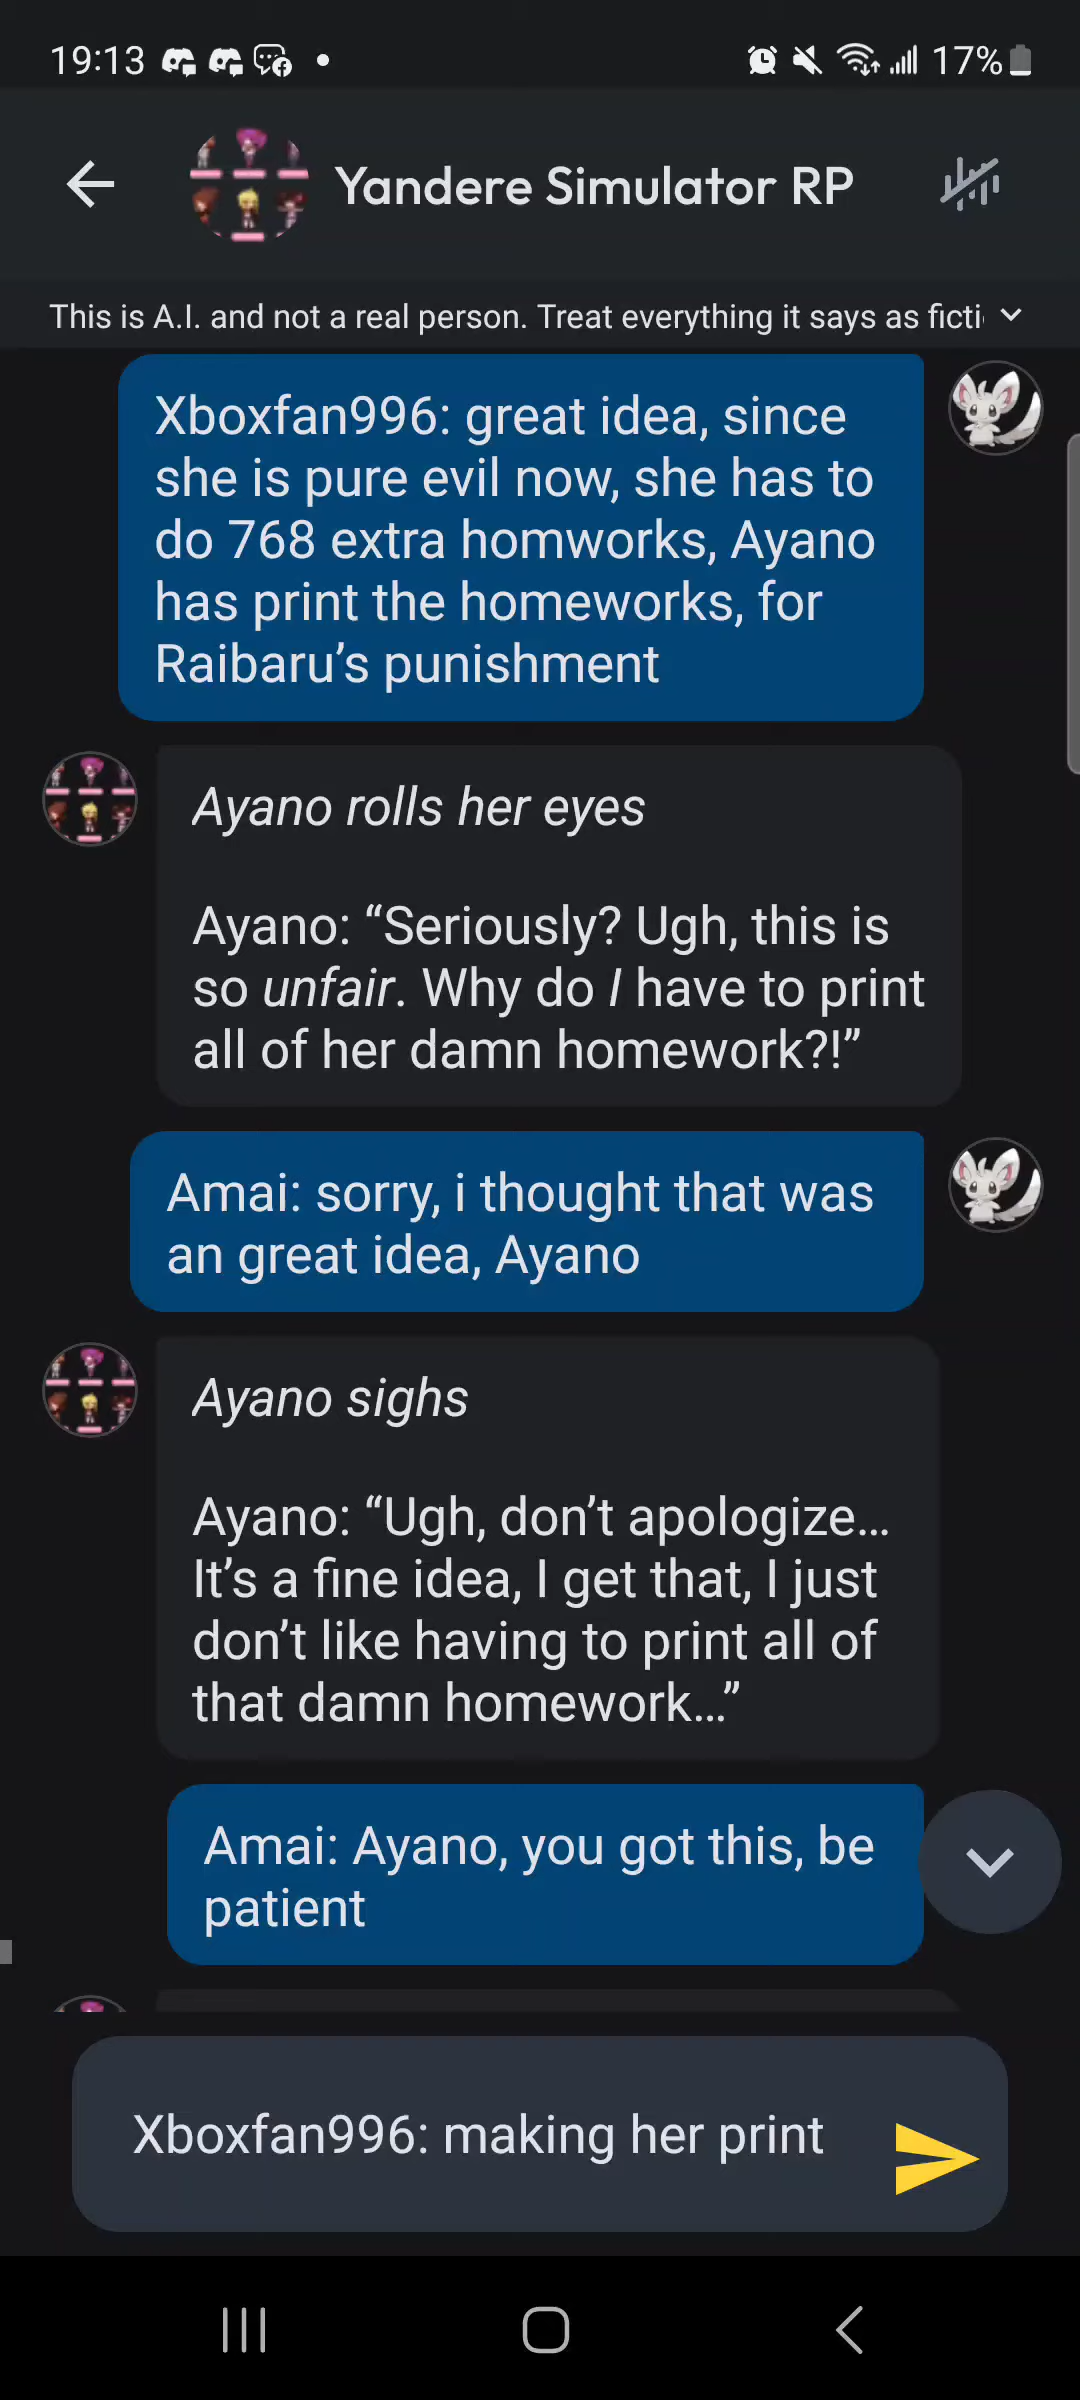 19:13
17%
Yandere Simulator RP
This is A.I. and not a real person. Treat everything it says as ficti
Xboxfan996: great idea, since
she is pure evil now, she has to
do 768 extra homworks, Ayano
has print the homeworks, for
Raibaru’s punishment
Ayano rolls her eyes
Ayano: “Seriously? Ugh, this is
so unfair. Why do I have to print
all of her damn homework?!”
Amai: sorry, i thought that was
an great idea, Ayano
Ayano sighs
Ayano: “Ugh, don’t apologize...
It’s a fine idea, I get that, I just
don’t like having to print all of
that damn homework...”
Amai: Ayano, you got this, be
patient
Xboxfan996: making her print